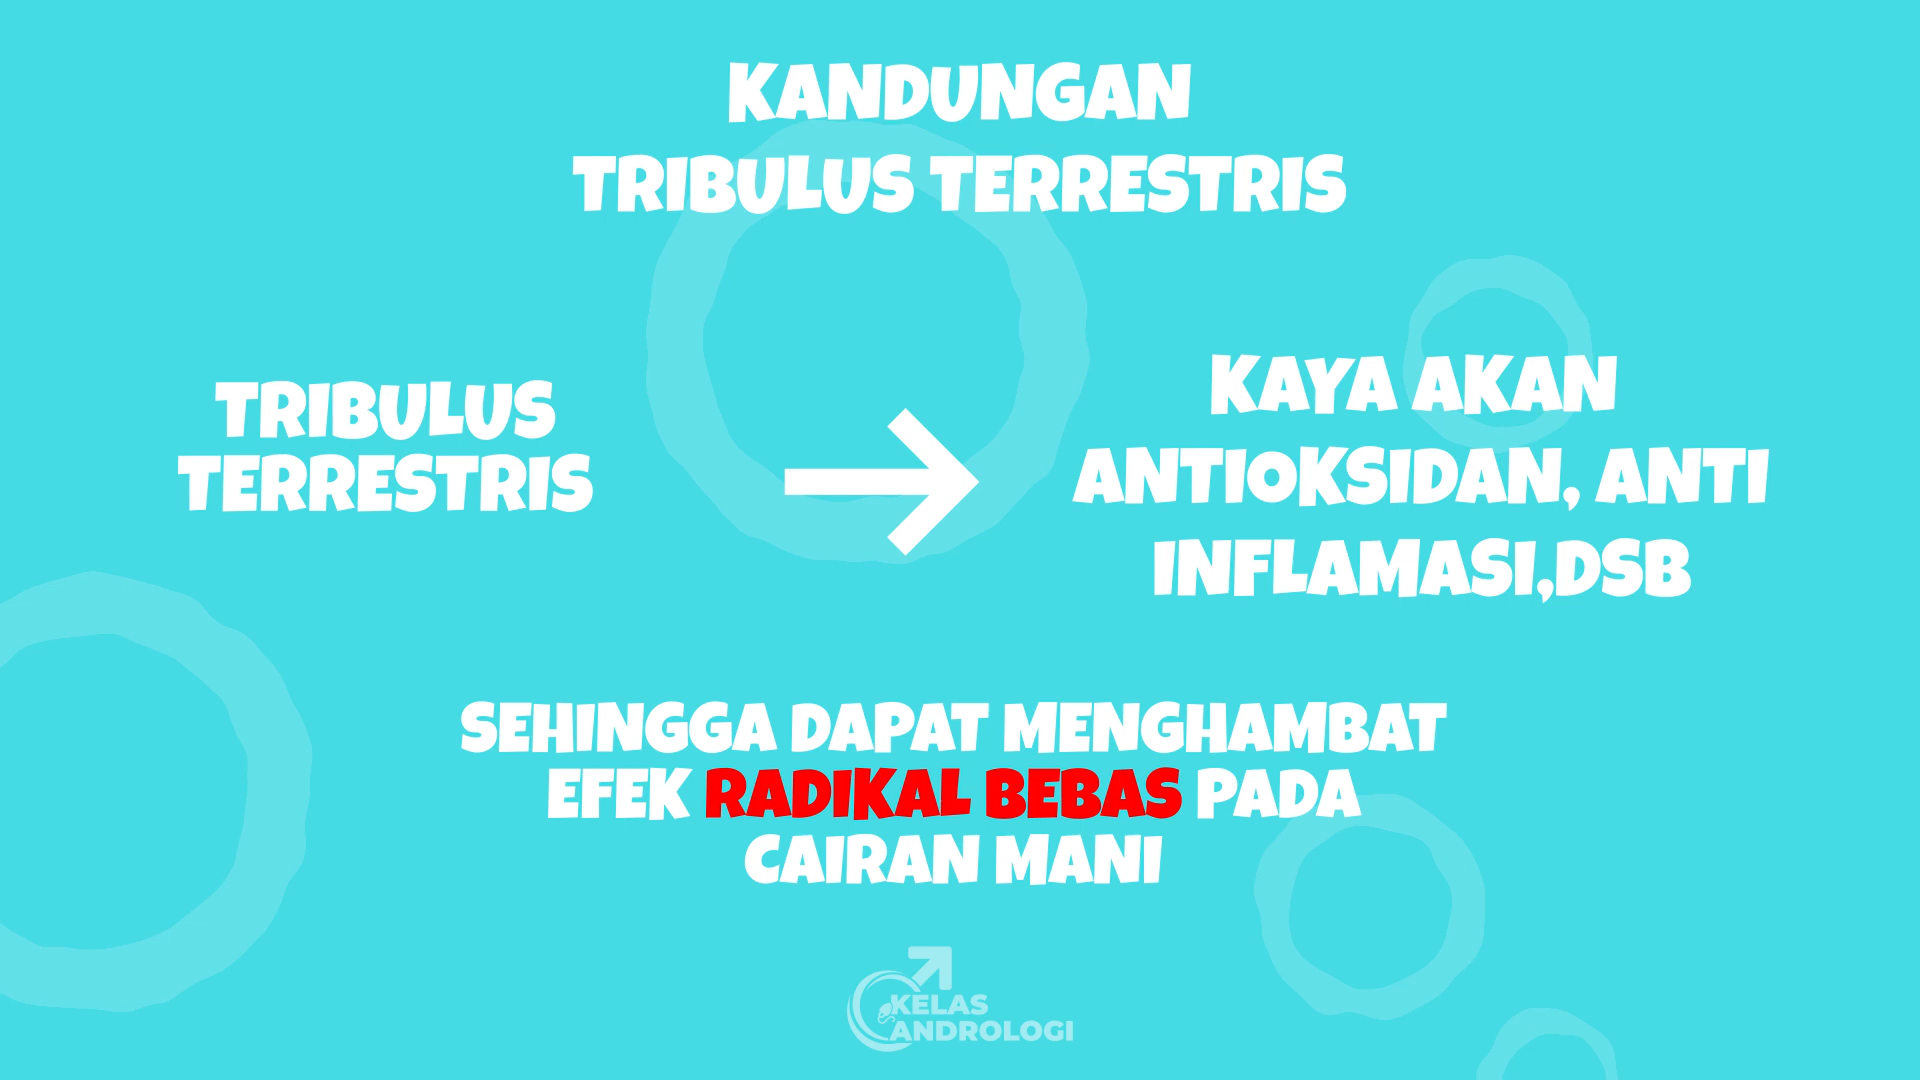 KANDUNGAN
TRIBULUS TERRESTRIS
TRIBULUS
TERRESTRIS
KAYA AKAN
ANTIOKSIDAN, ANTI
INFLAMASI,DSB
SEHINGGA DAPAT MENGHAMBAT
EFEK RADIKAL BEBAS PADA
CAIRAN MANI
KELAS
ANDROLOGI